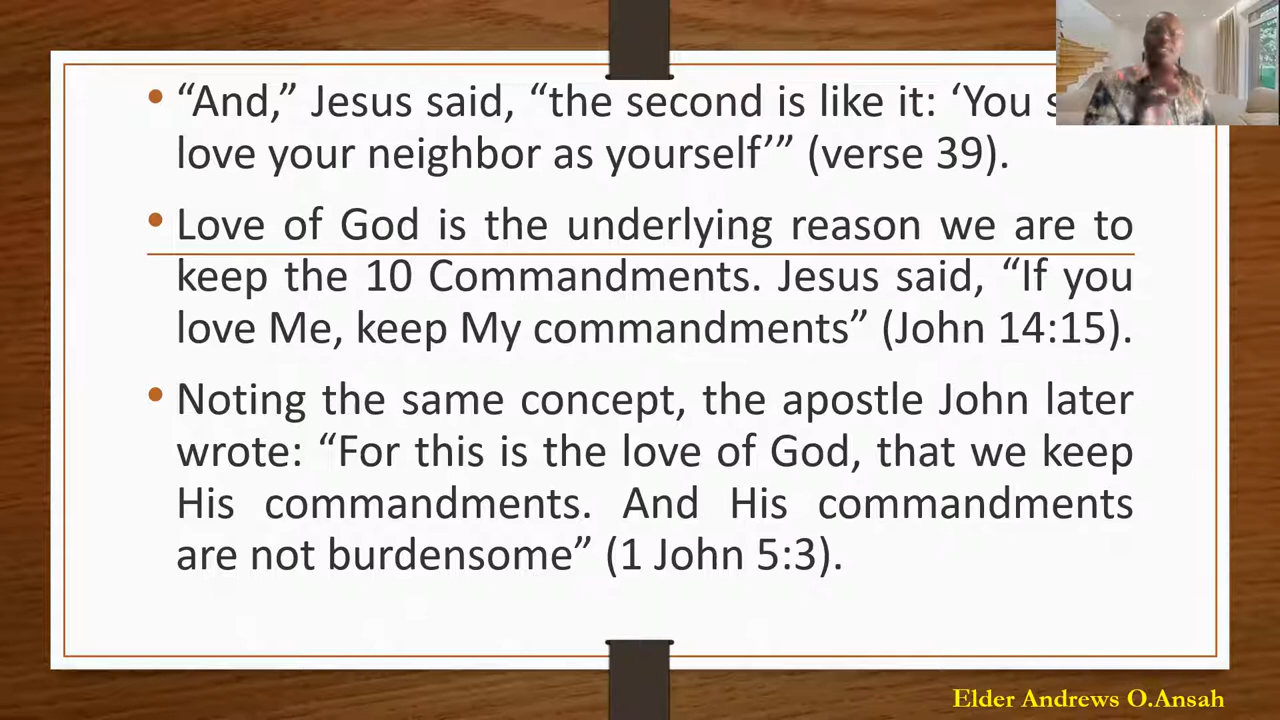 • “And,” Jesus said, “the second is like it: ‘You
love your neighbor as yourself’” (verse 39).
• Love of God is the underlying reason we are to
keep the 10 Commandments. Jesus said, “If you
love Me, keep My commandments” (John 14:15).
• Noting the same concept, the apostle John later
wrote: “For this is the love of God, that we keep
His commandments. And His commandments
are not burdensome” (1 John 5:3).
Elder Andrews O.Ansah